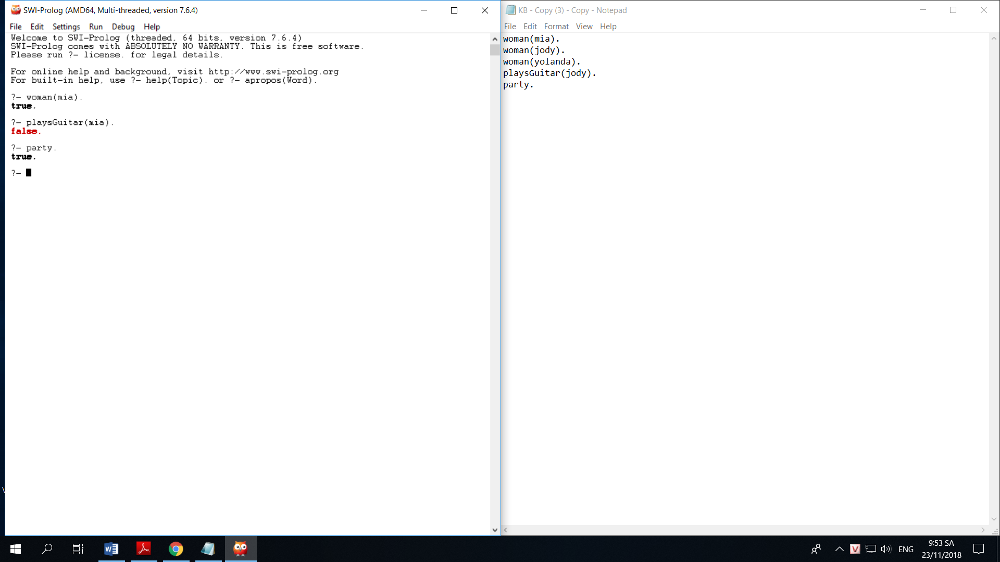 SWI-Prolog (AMD64, Multi-threaded, version 7.6.4)
File Edit Settings Run Debug Help
Welcome to SWI-Prolog (threaded, 64 bits, version 7.6.4)
SWI-Prolog comes with ABSOLUTELY NO WARRANTY. This is free software.
Please run ?- license. for legal details.
For online help and background, visit http://www.swi-prolog.org
For built-in help, use ?- help(Topic). or ?- apropos(Word).
?- woman(mia).
true.
?- playsGuitar(mia).
false.
?- party.
true.
?-
KB - Copy (3) - Copy - Notepad
File Edit Format View Help
woman(mia).
woman(jody).
woman(yolanda).
playsGuitar(jody).
party.
ENG
9:53 SA
23/11/2018